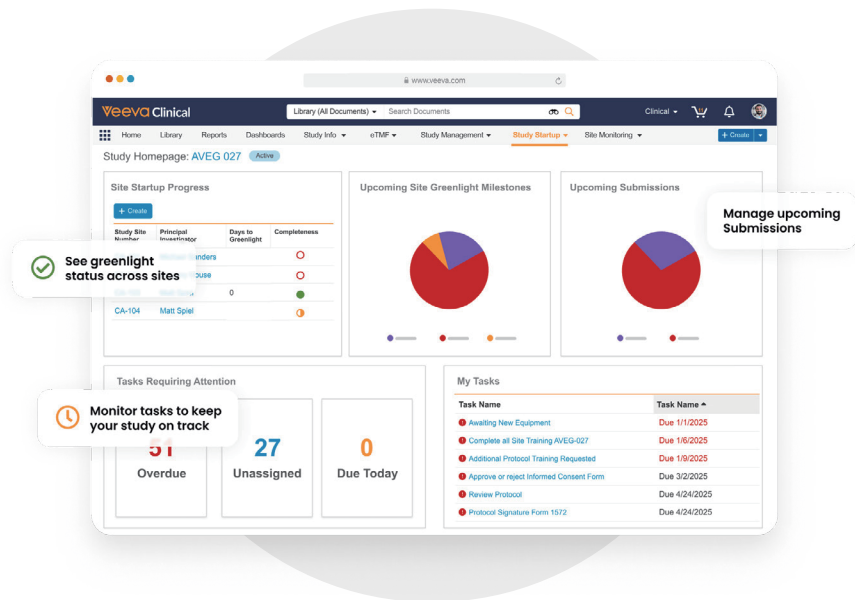 www.veeva.com
Veeva Clinical
Library (All Documents)
Search Documents
Clinical
Home
Library
Reports
Dashboards
Study Info
eTMF
Study Management
Study Startup
Site Monitoring
+ Create
Study Homepage: AVEG 027
Active
Site Startup Progress
+ Create
Study Site
Number
Principal
Investigator
Days to
Greenlight
Completeness
0
CA-104
Matt Spiel
See greenlight
status across sites
Upcoming Site Greenlight Milestones
Upcoming Submissions
Manage upcoming
Submissions
Tasks Requiring Attention
Monitor tasks to keep
your study on track
51
Overdue
27
Unassigned
0
Due Today
My Tasks
Task Name
Task Name
Awaiting New Equipment
Due 1/1/2025
Complete all Site Training AVEG-027
Due 1/6/2025
Additional Protocol Training Requested
Due 1/9/2025
Approve or reject Informed Consent Form
Due 3/2/2025
Review Protocol
Due 4/24/2025
Protocol Signature Form 1572
Due 4/24/2025